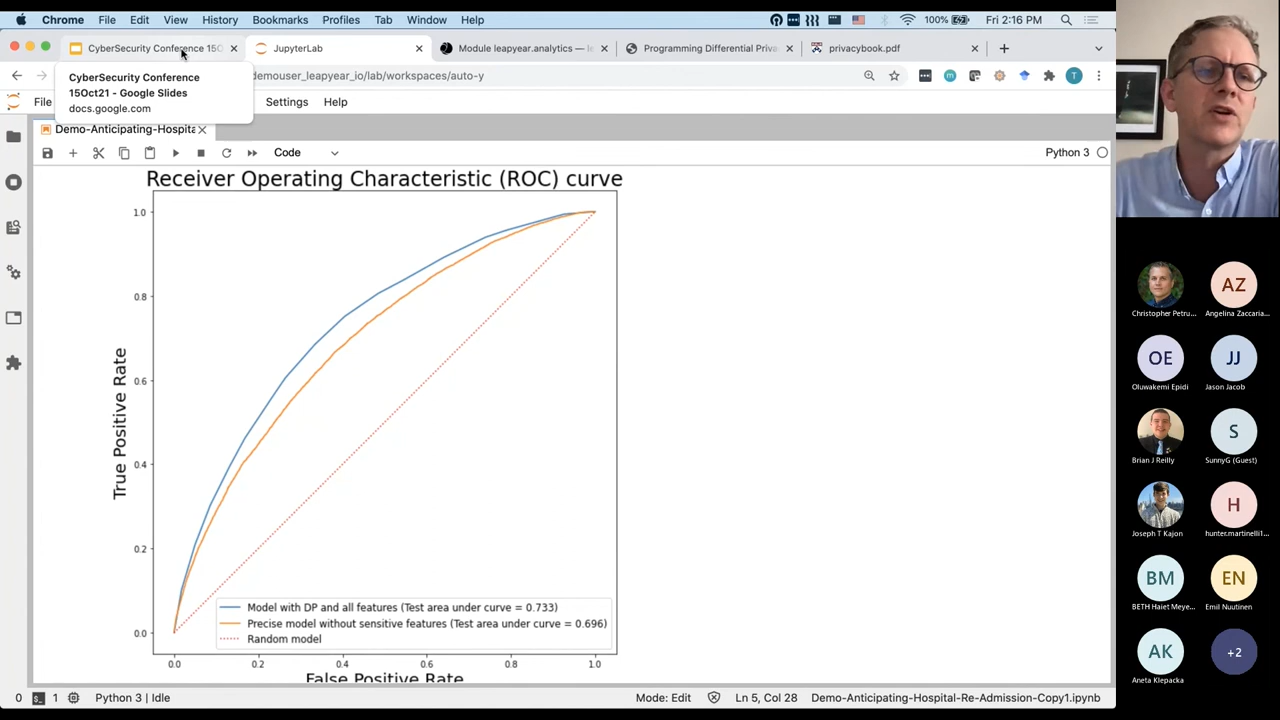 Chrome File Edit View History Bookmarks Profiles Tab Window Help
100% Fri 2:16 PM
CyberSecurity Conference 15O
JupyterLab
Module leapyear.analytics — le
Programming Differential Priva
privacybook.pdf
demouser_leapyear_io/lab/workspaces/auto-y
T
CyberSecurity Conference
15Oct21 - Google Slides
docs.google.com
File
Settings Help
Demo-Anticipating-Hospita
Code
Python 3
Receiver Operating Characteristic (ROC) curve
1.0
0.8
0.6
0.4
0.2
0.0
True Positive Rate
Model with DP and all features (Test area under curve = 0.733)
Precise model without sensitive features (Test area under curve = 0.696)
Random model
0.0 0.2 0.4 0.6 0.8 1.0
False Positive Rate
0 1 Python 3 | Idle
Mode: Edit Ln 5, Col 28 Demo-Anticipating-Hospital-Re-Admission-Copy1.ipynb
AZ
Christopher Petru... Angelina Zaccaria...
OE JJ
Oluwakemi Epidi Jason Jacob
S
Brian J Reilly SunnyG (Guest)
H
Joseph T Kajon hunter.martinelli1...
BM EN
BETH Haiet Meye... Emil Nuutinen
AK +2
Aneta Klepacka